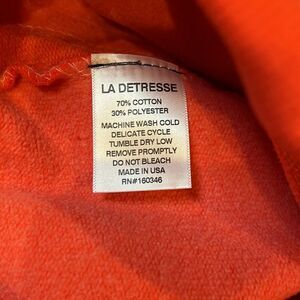 LA DETRESSE
70% COTTON
30% POLYESTER
MACHINE WASH COLD
DELICATE CYCLE
TUMBLE DRY LOW
REMOVE PROMPTLY
DO NOT BLEACH
MADE IN USA
RN#160346